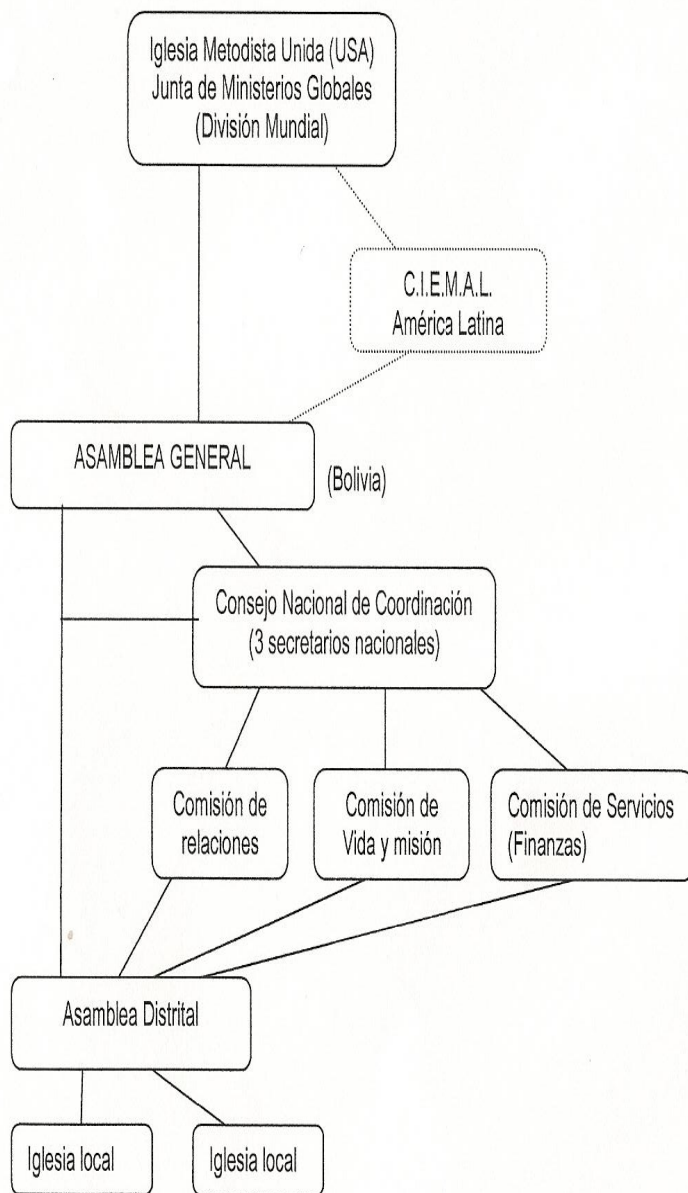 Iglesia Metodista Unida (USA)
Junta de Ministerios Globales
(División Mundial)
C.I.E.M.A.L.
América Latina
ASAMBLEA GENERAL
(Bolivia)
Consejo Nacional de Coordinación
(3 secretarios nacionales)
Comisión de
relaciones
Comisión de
Vida y misión
Comisión de Servicios
(Finanzas)
Asamblea Distrital
Iglesia local
Iglesia local